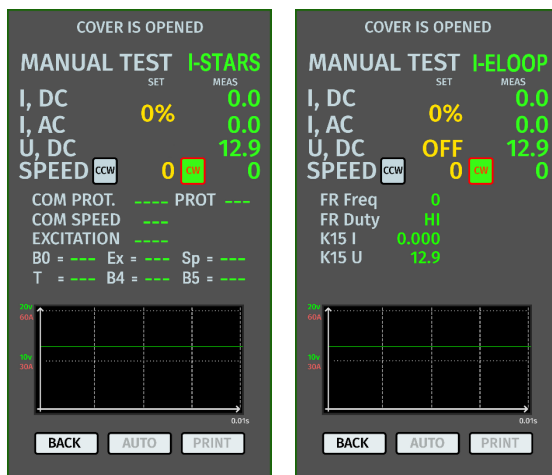 COVER IS OPENED
MANUAL TEST I-STARS
SET MEAS
I, DC 0.0
0%
I, AC 0.0
U, DC 12.9
SPEED CCW 0 CW 0
COM PROT. ---- PROT ---
COM SPEED ---
EXCITATION ----
B0 = --- Ex = --- Sp = ---
T = --- B4 = --- B5 = ---
20v
60A
10v
30A
0.01s
BACK AUTO PRINT
COVER IS OPENED
MANUAL TEST I-ELOOP
SET MEAS
I, DC 0.0
0%
I, AC 0.0
U, DC OFF 12.9
SPEED CCW 0 CW 0
FR Freq 0
FR Duty HI
K15 I 0.000
K15 U 12.9
20v
60A
10v
30A
0.01s
BACK AUTO PRINT